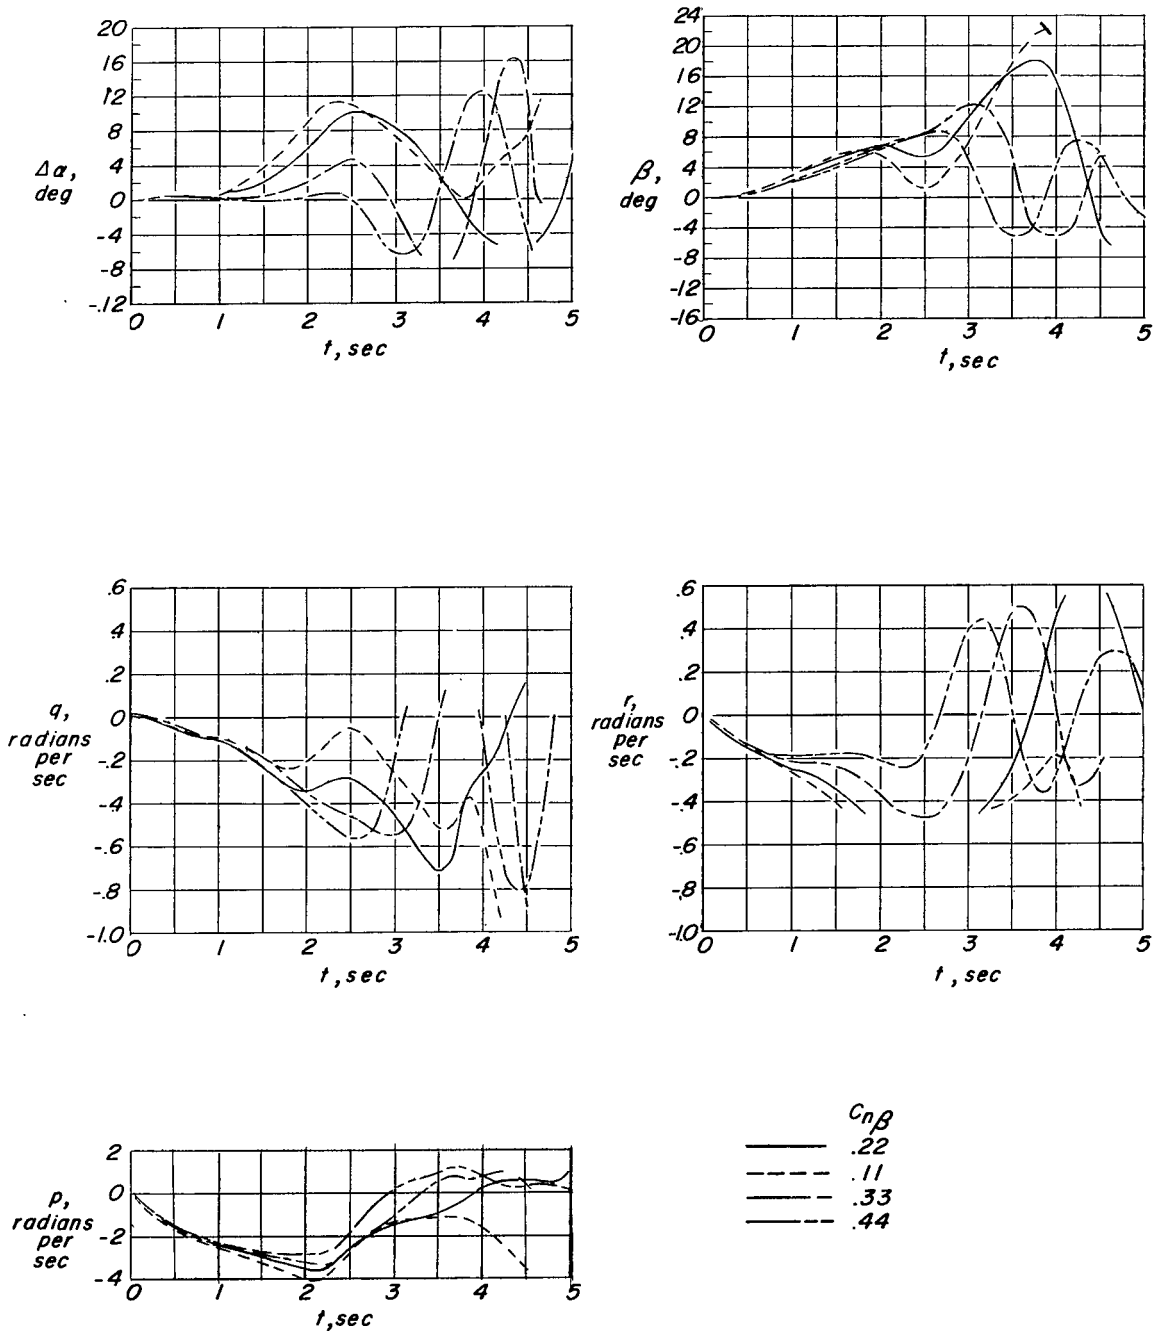 20
16
12
8
4
0
-4
-8
-.12
Δα,
deg
0 1 2 3 4 5
t, sec
24
20
16
12
8
4
0
-4
-8
-12
-16
β,
deg
0 1 2 3 4 5
t, sec
.6
.4
.2
0
-.2
-.4
-.6
-.8
-1.0
q,
radians
per
sec
0 1 2 3 4 5
t, sec
.6
.4
.2
0
-.2
-.4
-.6
-.8
-1.0
r,
radians
per
sec
0 1 2 3 4 5
t, sec
2
0
-2
-4
p,
radians
per
sec
0 1 2 3 4 5
t, sec
Cnβ
.22
.11
.33
.44